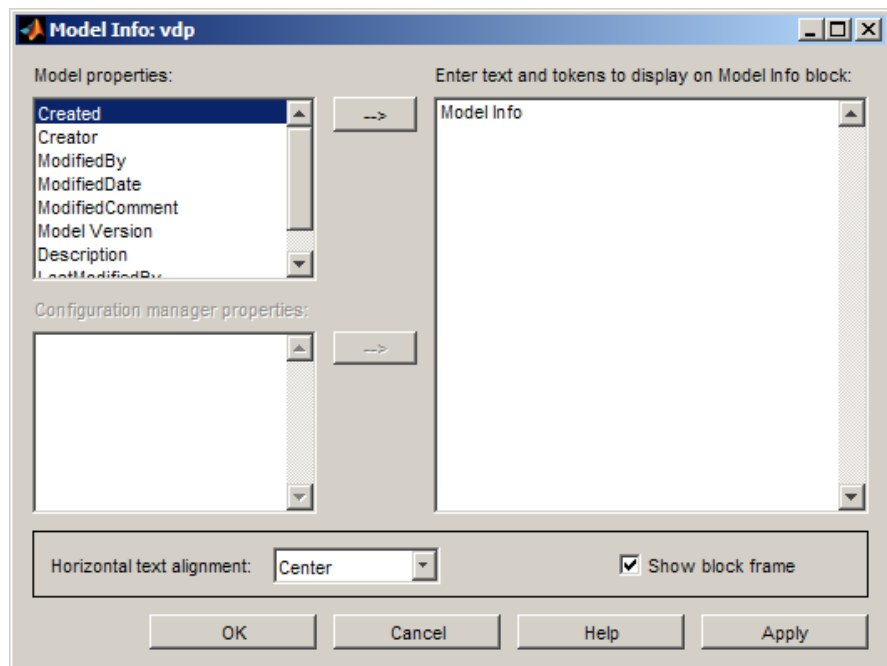 Model Info: vdp
Model properties:
Enter text and tokens to display on Model Info block:
Created
Creator
ModifiedBy
ModifiedDate
ModifiedComment
Model Version
Description
LastModifiedBy
-->
Model Info
Configuration manager properties:
-->
Horizontal text alignment:
Center
Show block frame
OK
Cancel
Help
Apply